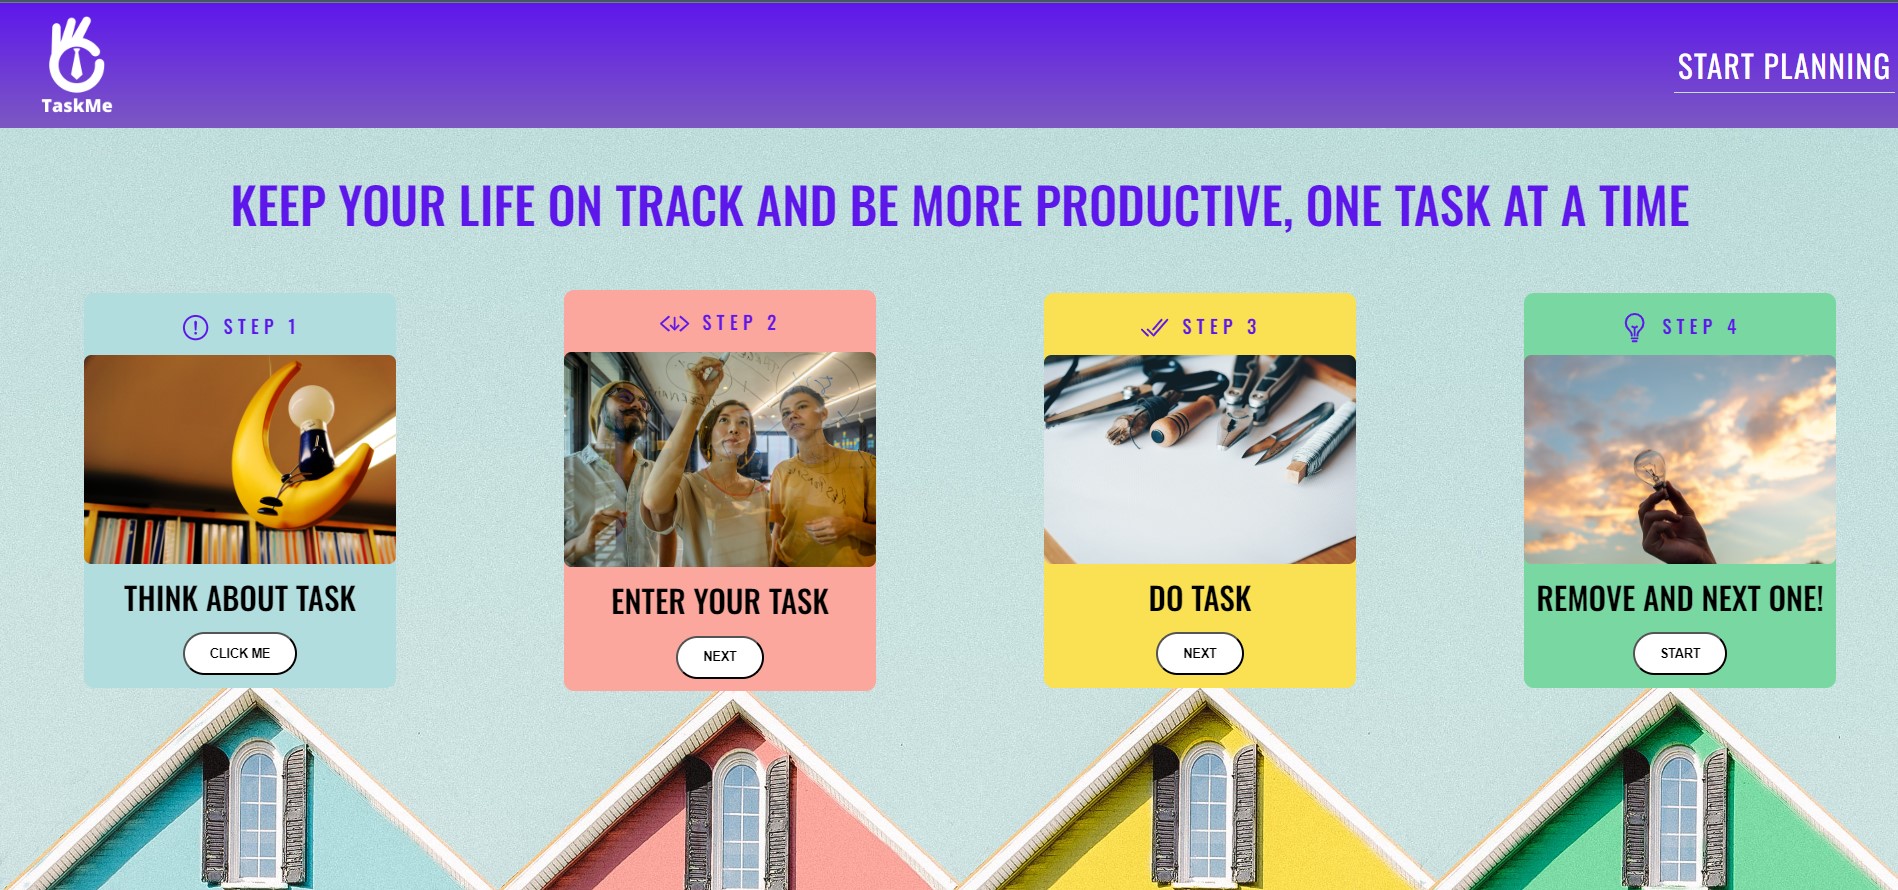 TaskMe
START PLANNING
KEEP YOUR LIFE ON TRACK AND BE MORE PRODUCTIVE, ONE TASK AT A TIME
STEP 1
THINK ABOUT TASK
CLICK ME
STEP 2
ENTER YOUR TASK
NEXT
STEP 3
DO TASK
NEXT
STEP 4
REMOVE AND NEXT ONE!
START